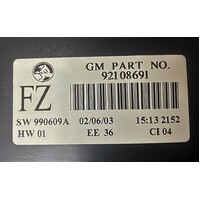 GM PART NO.
92108691
FZ
SW 990609A 02/06/03 15:13 2152
HW 01 EE 36 CI 04